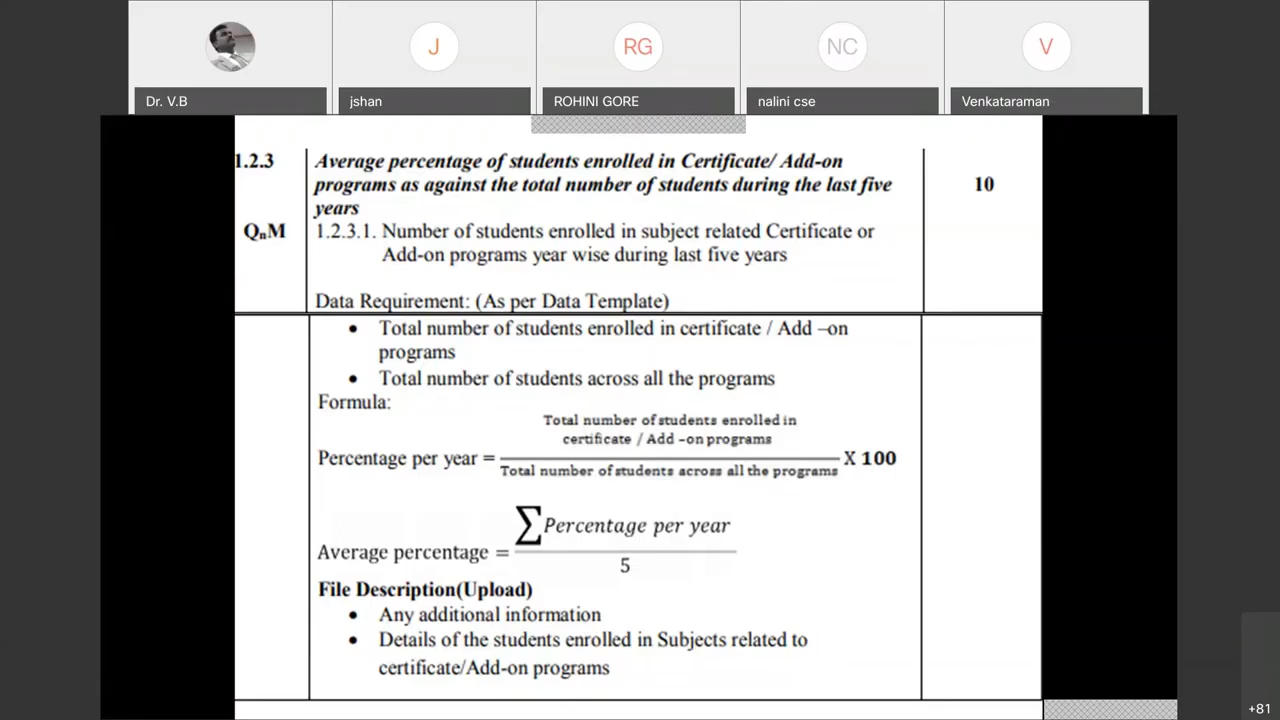 J
RG
NC
V
Dr. V.B
jshan
ROHINI GORE
nalini cse
Venkataraman
1.2.3
Average percentage of students enrolled in Certificate/ Add-on
programs as against the total number of students during the last five
years
10
QnM
1.2.3.1. Number of students enrolled in subject related Certificate or
Add-on programs year wise during last five years
Data Requirement: (As per Data Template)
• Total number of students enrolled in certificate / Add –on
programs
• Total number of students across all the programs
Formula:
Total number of students enrolled in
certificate / Add –on programs
Percentage per year = X 100
Total number of students across all the programs
∑Percentage per year
Average percentage =
5
File Description(Upload)
• Any additional information
• Details of the students enrolled in Subjects related to
certificate/Add-on programs
+81